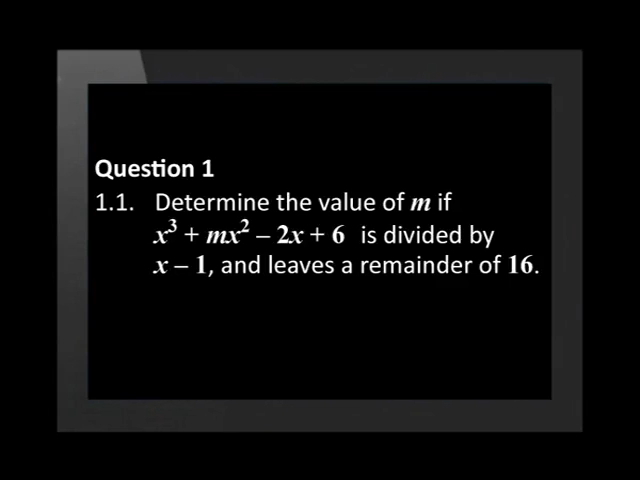 Question 1
1.1. Determine the value of m if
x³ + mx² – 2x + 6 is divided by
x – 1, and leaves a remainder of 16.